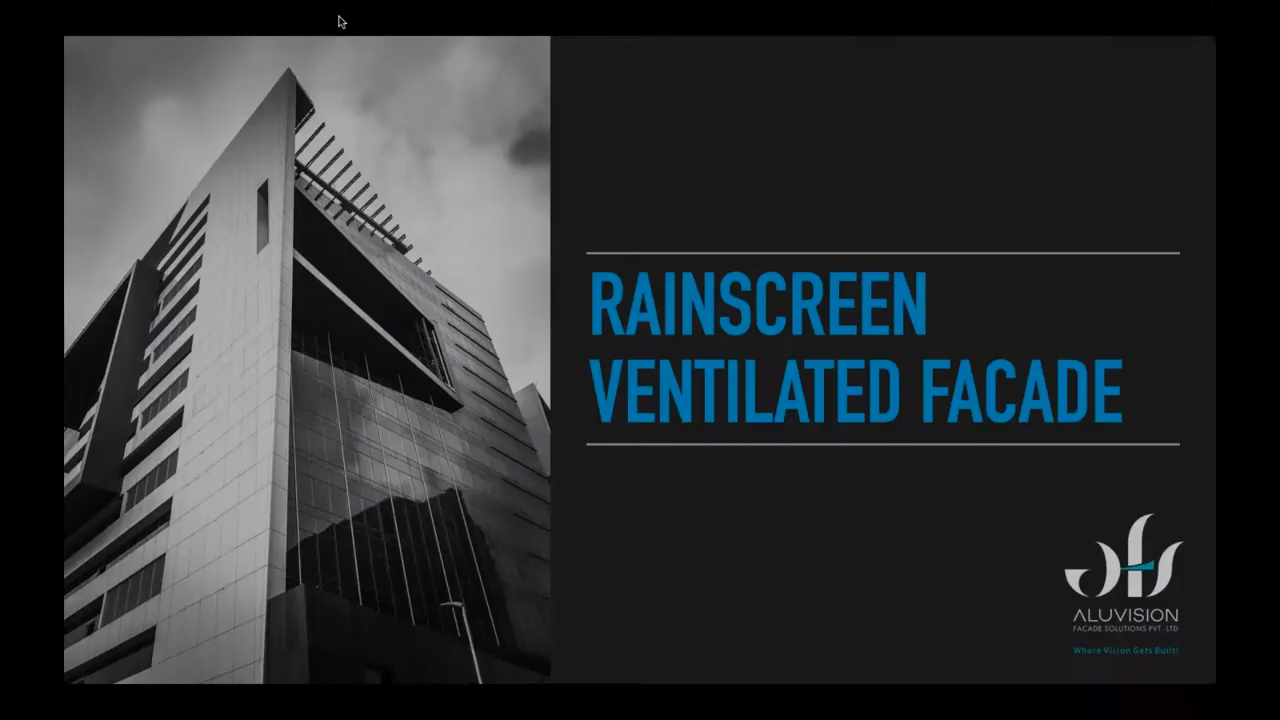 RAINSCREEN
VENTILATED FACADE
ALUVISION
FACADE SOLUTIONS PVT. LTD
Where Vision Gets Built!